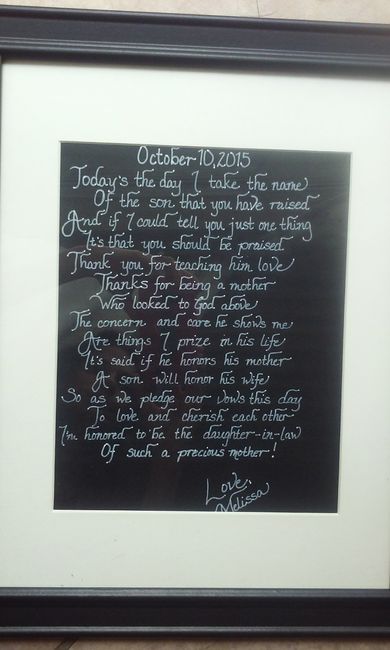 October 10, 2015
Today's the day I take the name
Of the son that you have raised
And if I could tell you just one thing
It's that you should be praised
Thank you for teaching him love
Thanks for being a mother
Who looked to God above
The concern and care he shows me
Are things I prize in his life
It's said if he honors his mother
A son will honor his wife
So as we pledge our vows this day
To love and cherish each other
I'm honored to be the daughter-in-law
Of such a precious mother!
Love,
Melissa